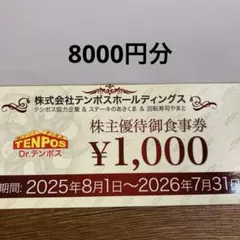 8000円分
株式会社テンポスホールディングス
テンポス協力企業 & ステーキのあさくま & 回転寿司やまと
TENPOS
Dr.テンポス
株主優待御食事券
¥1,000
期間:2025年8月1日~2026年7月31